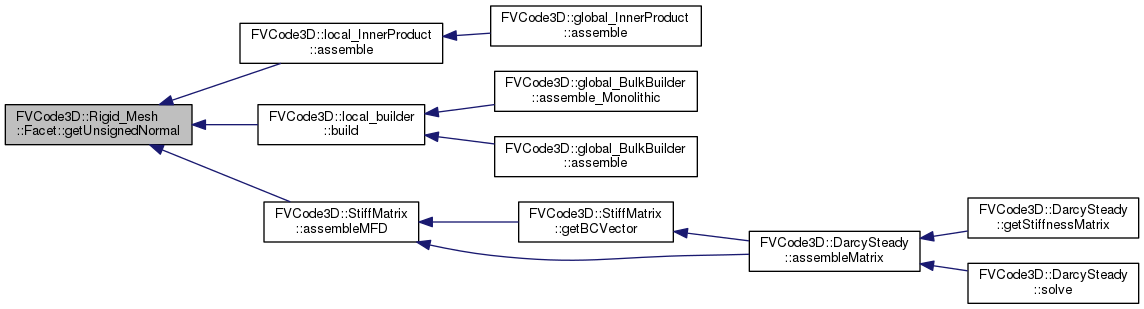 FVCode3D::Rigid_Mesh
::Facet::getUnsignedNormal
FVCode3D::local_InnerProduct
::assemble
FVCode3D::global_InnerProduct
::assemble
FVCode3D::local_builder
::build
FVCode3D::global_BulkBuilder
::assemble_Monolithic
FVCode3D::global_BulkBuilder
::assemble
FVCode3D::StiffMatrix
::assembleMFD
FVCode3D::StiffMatrix
::getBCVector
FVCode3D::DarcySteady
::assembleMatrix
FVCode3D::DarcySteady
::getStiffnessMatrix
FVCode3D::DarcySteady
::solve